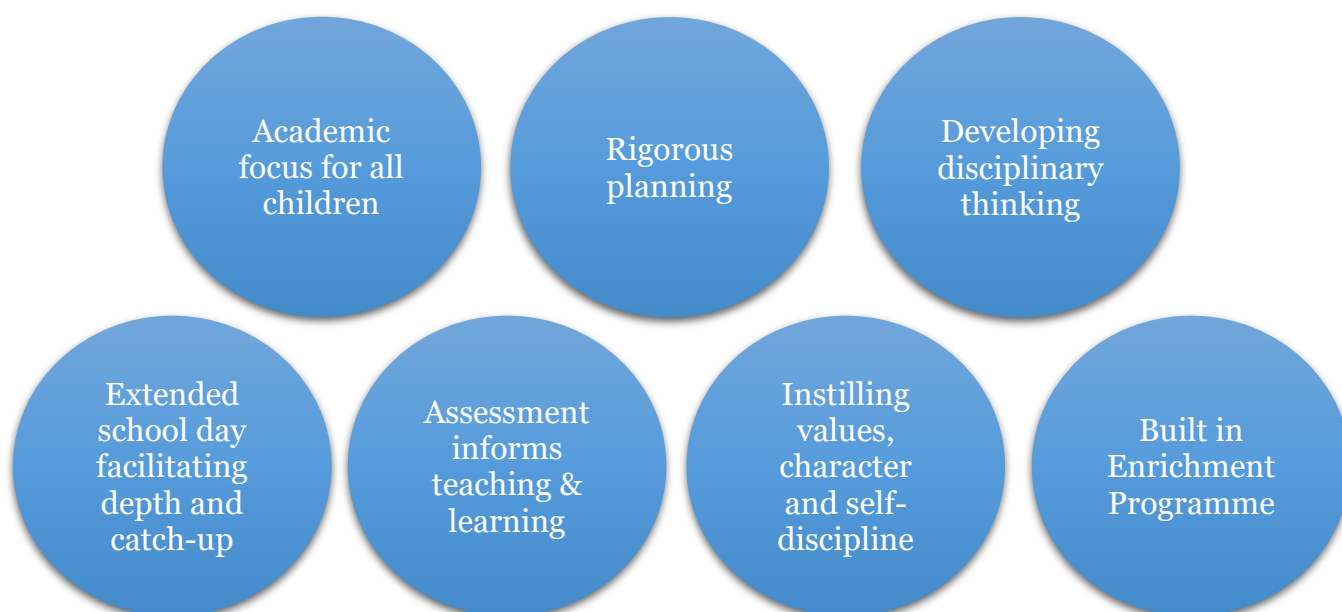 Academic
focus for all
children
Rigorous
planning
Developing
disciplinary
thinking
Extended
school day
facilitating
depth and
catch-up
Assessment
informs
teaching &
learning
Instilling
values,
character
and self-
discipline
Built in
Enrichment
Programme